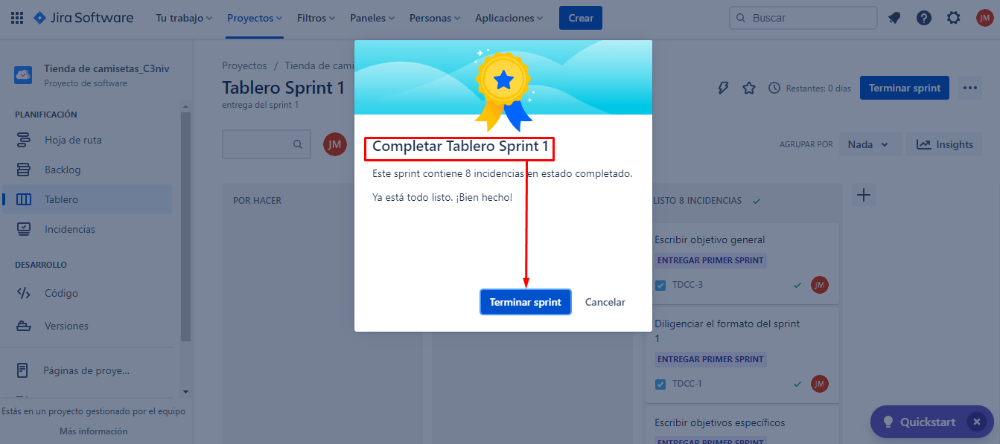 Jira Software
Tu trabajo
Proyectos
Filtros
Paneles
Personas
Aplicaciones
Crear
Buscar
JM
Tienda de camisetas_C3niv
Proyecto de software
PLANIFICACIÓN
Hoja de ruta
Backlog
Tablero
Incidencias
DESARROLLO
Código
Versiones
Páginas de proye...
Estás en un proyecto gestionado por el equipo
Más información
Proyectos / Tienda de cami
Tablero Sprint 1
entrega del sprint 1
Restantes: 0 días
Terminar sprint
JM
AGRUPAR POR
Nada
Insights
POR HACER
Completar Tablero Sprint 1
Este sprint contiene 8 incidencias en estado completado.
Ya está todo listo. ¡Bien hecho!
Terminar sprint
Cancelar
LISTO 8 INCIDENCIAS
Escribir objetivo general
ENTREGAR PRIMER SPRINT
TDCC-3
JM
Diligenciar el formato del sprint
1
ENTREGAR PRIMER SPRINT
TDCC-1
JM
Escribir objetivos específicos
ENTREGAR PRIMER SPRINT
Quickstart